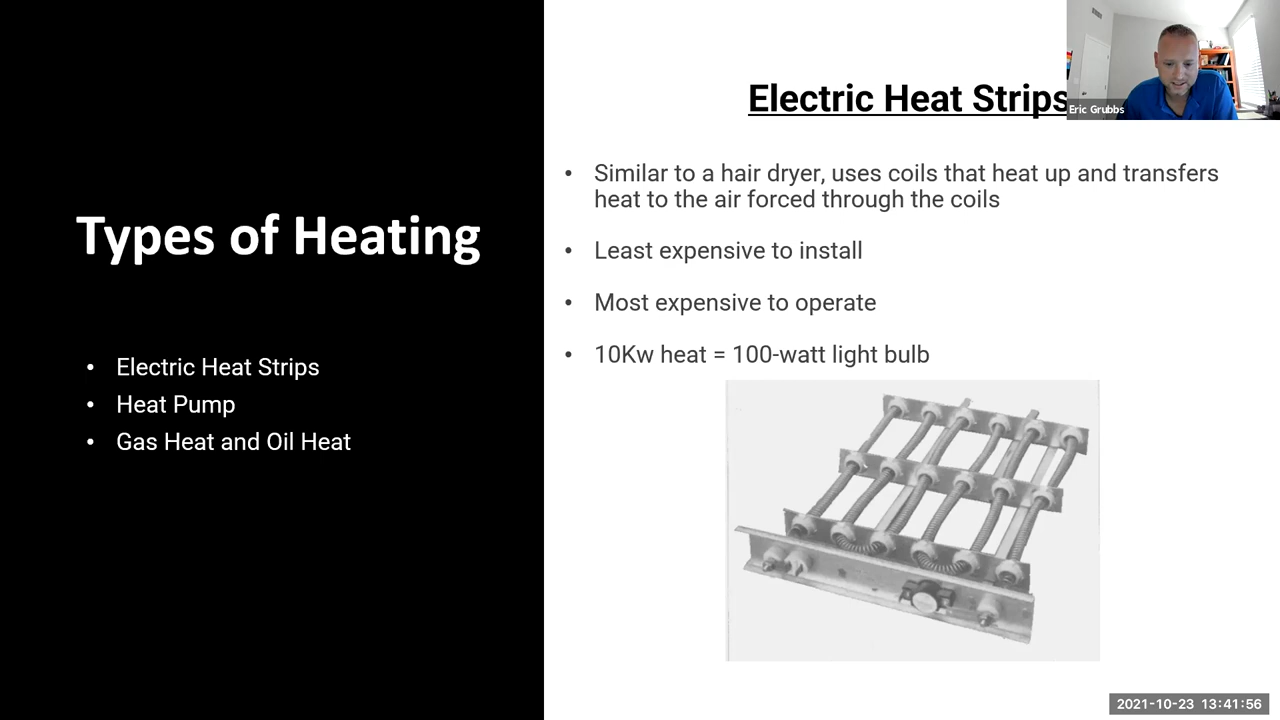 Types of Heating
• Electric Heat Strips
• Heat Pump
• Gas Heat and Oil Heat
Electric Heat Strips
Eric Grubbs
• Similar to a hair dryer, uses coils that heat up and transfers
heat to the air forced through the coils
• Least expensive to install
• Most expensive to operate
• 10Kw heat = 100-watt light bulb
2021-10-23 13:41:56